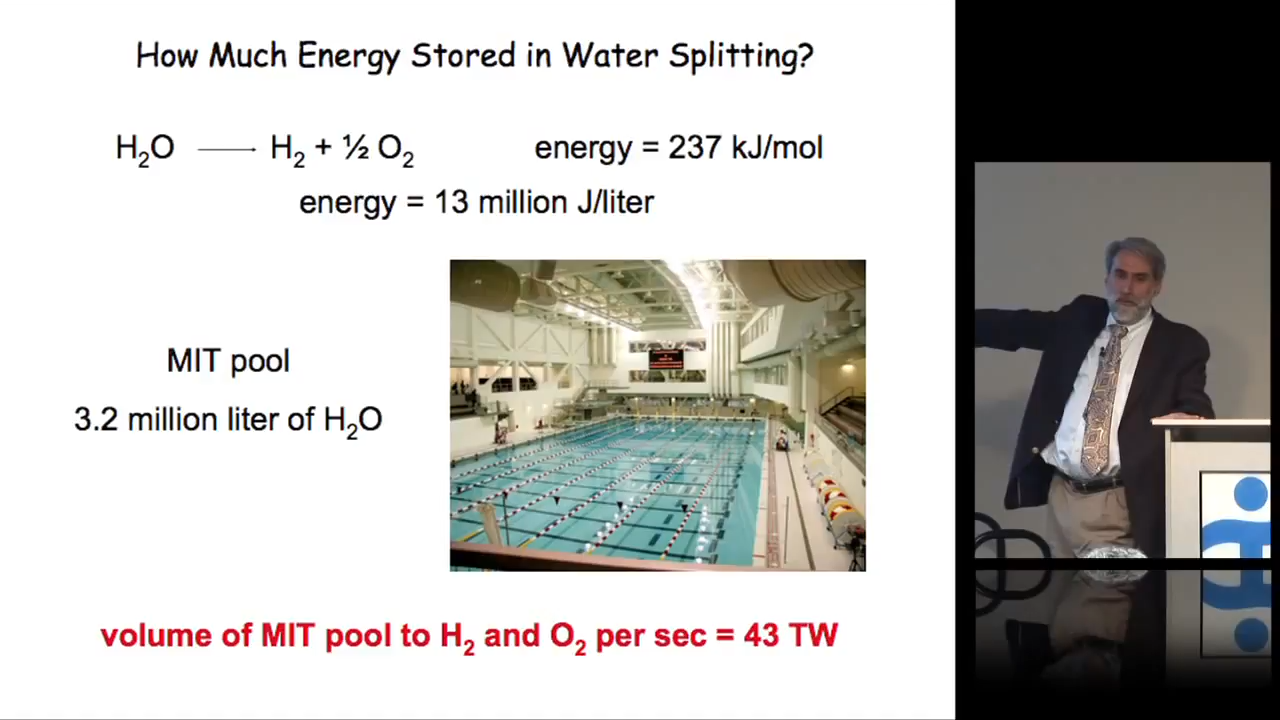 How Much Energy Stored in Water Splitting?
H₂O ⟶ H₂ + ½ O₂ energy = 237 kJ/mol
energy = 13 million J/liter
MIT pool
3.2 million liter of H₂O
volume of MIT pool to H₂ and O₂ per sec = 43 TW